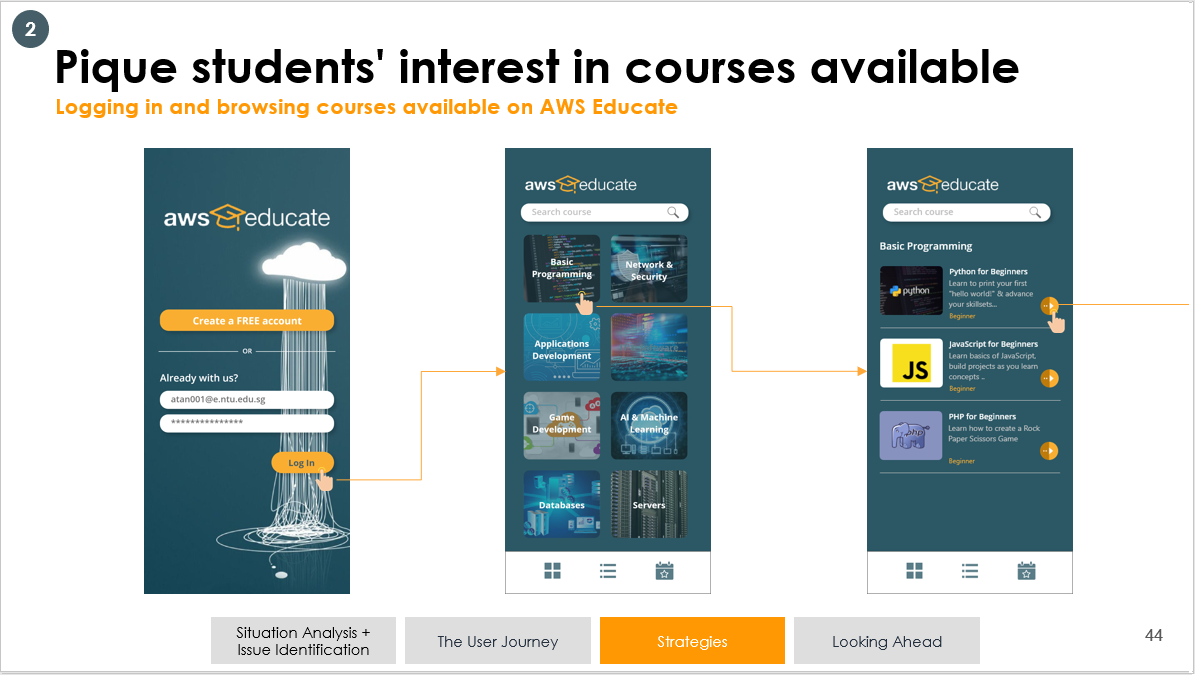 2
Pique students' interest in courses available
Logging in and browsing courses available on AWS Educate
aws educate
Create a FREE account
OR
Already with us?
atan001@e.ntu.edu.sg
***************
Log In
aws educate
Search course
Basic
Programming
Network &
Security
Applications
Development
Game
Development
AI & Machine
Learning
Databases
Servers
aws educate
Search course
Basic Programming
python
Python for Beginners
Learn to print your first
"hello world!" & advance
your skillsets...
Beginner
JS
JavaScript for Beginners
Learn basics of JavaScript,
build projects as you learn
concepts ..
Beginner
php
PHP for Beginners
Learn how to create a Rock
Paper Scissors Game
Beginner
Situation Analysis +
Issue Identification
The User Journey
Strategies
Looking Ahead
44